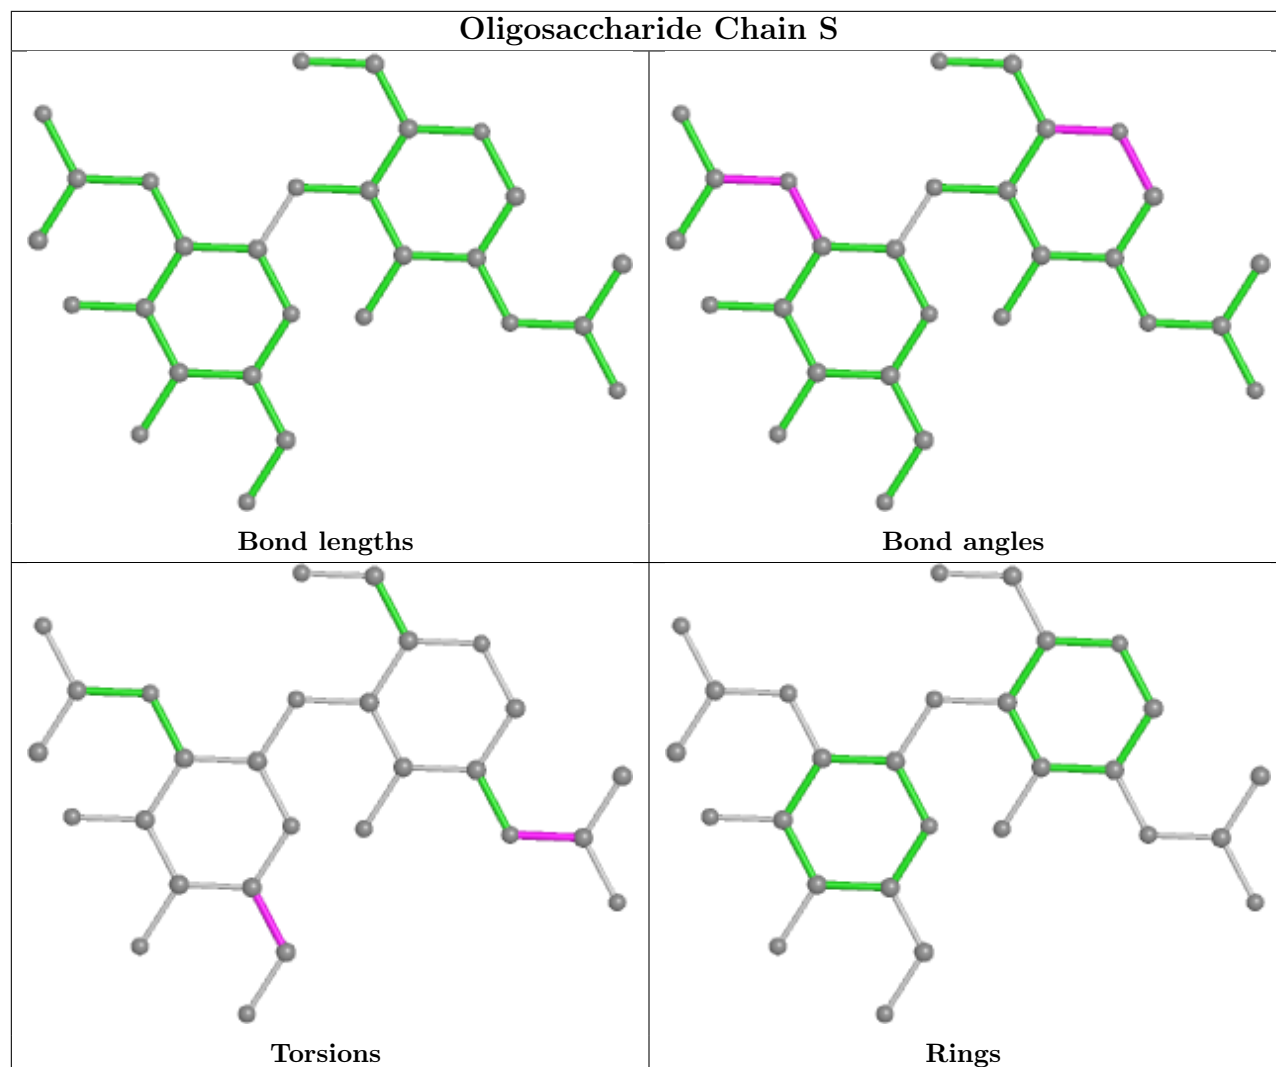 Oligosaccharide Chain S
Bond lengths
Bond angles
Torsions
Rings